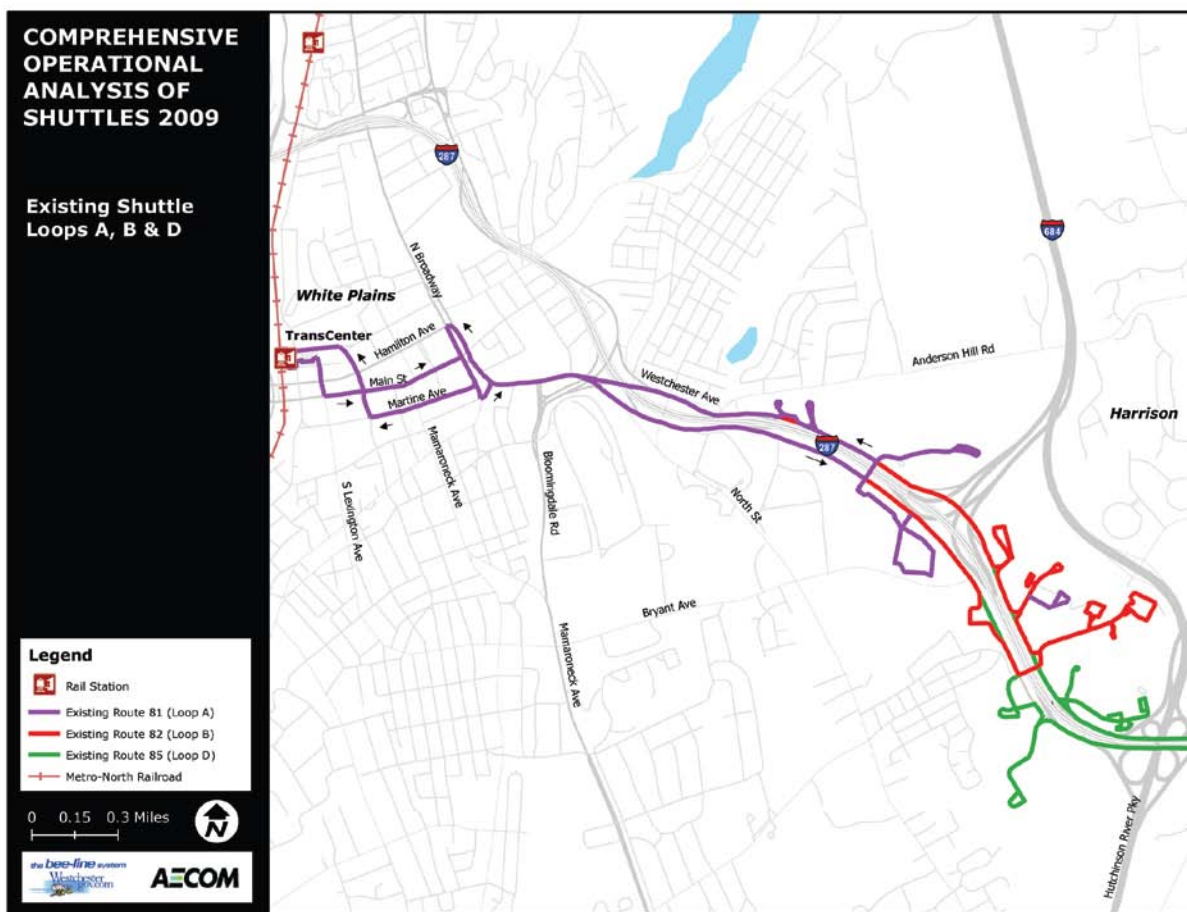 COMPREHENSIVE
OPERATIONAL
ANALYSIS OF
SHUTTLES 2009
Existing Shuttle
Loops A, B & D
Legend
Rail Station
Existing Route 81 (Loop A)
Existing Route 82 (Loop B)
Existing Route 85 (Loop D)
Metro-North Railroad
0 0.15 0.3 Miles
N
the bee-line system
Westchester
gov.com
AECOM
287
684
N Broadway
White Plains
TransCenter
Hamilton Ave
Main St
Martine Ave
Westchester Ave
Anderson Hill Rd
Harrison
287
S Lexington Ave
Mamaroneck Ave
Bloomingdale Rd
North St
Bryant Ave
Mamaroneck Ave
Hutchinson River Pky